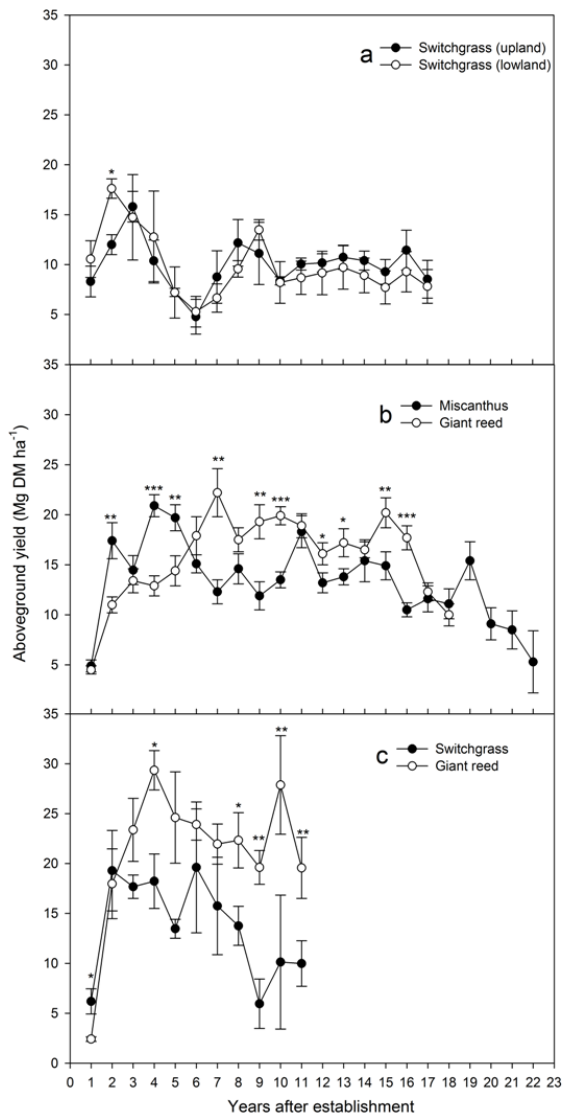 35
a
Switchgrass (upland)
Switchgrass (lowland)
30
25
20
*
15
10
5
35
b
Miscanthus
Giant reed
30
25
** *** ** ** ** *** * * ** **
20
15
10
5
Aboveground yield (Mg DM ha⁻¹)
35
c
Switchgrass
Giant reed
30
* * * ** ** **
25
20
15
10
5
0
0 1 2 3 4 5 6 7 8 9 10 11 12 13 14 15 16 17 18 19 20 21 22 23
Years after establishment